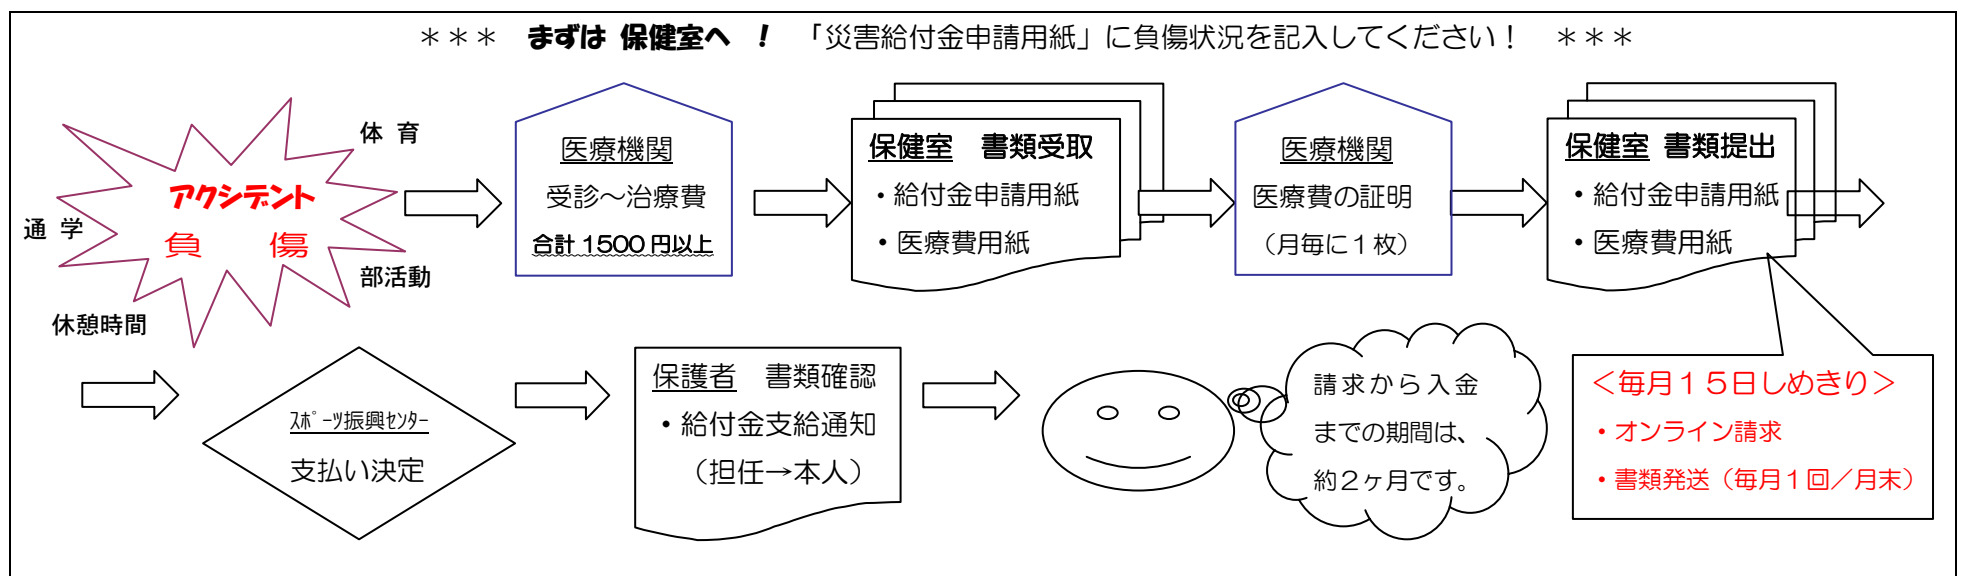 ＊＊＊　まずは 保健室へ ！　「災害給付金申請用紙」に負傷状況を記入してください！　＊＊＊
体 育
アクシデント
通 学
負　傷
部活動
休憩時間
医療機関
受診～治療費
合計 1500 円以上
保健室　書類受取
・給付金申請用紙
・医療費用紙
医療機関
医療費の証明
（月毎に１枚）
保健室 書類提出
・給付金申請用紙
・医療費用紙
＜毎月１５日しめきり＞
・オンライン請求
・書類発送（毎月１回／月末）
ｽﾎﾟｰﾂ振興ｾﾝﾀｰ
支払い決定
保護者　書類確認
・給付金支給通知
（担任→本人）
請求から入金
までの期間は、
約２ヶ月です。